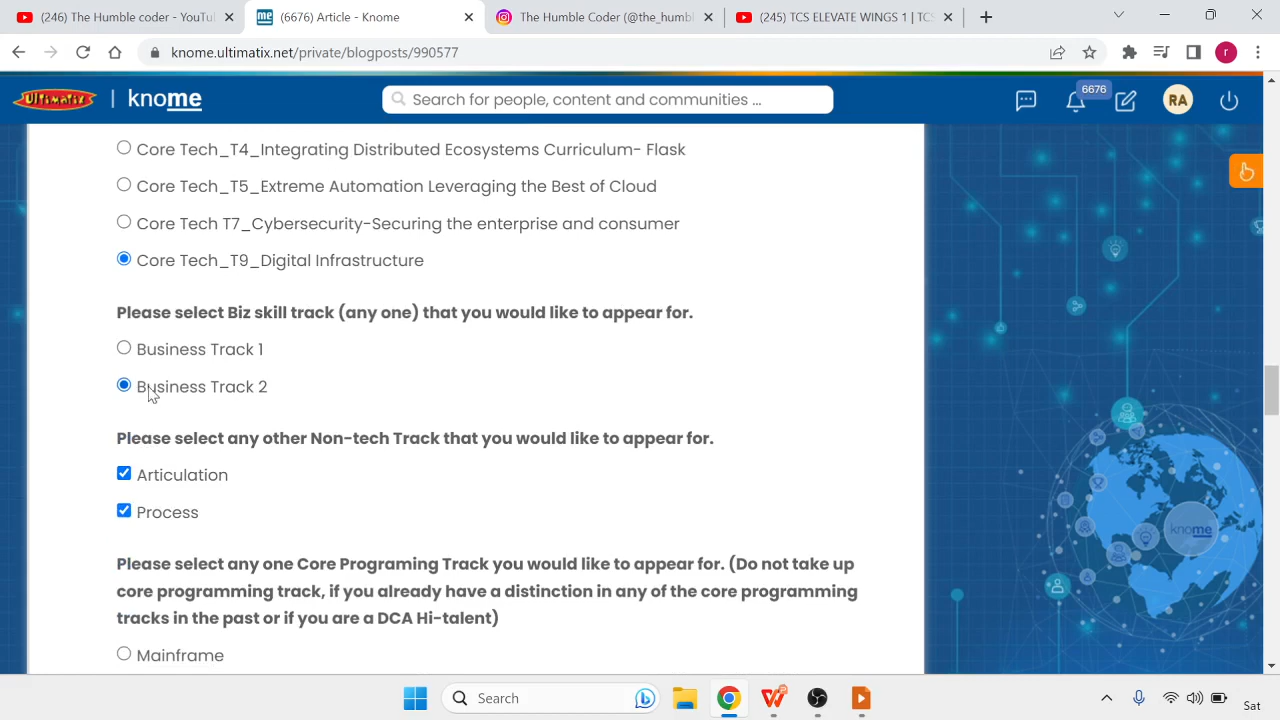 (246) The Humble coder - YouTu
(6676) Article - Knome
The Humble Coder (@the_humb
(245) TCS ELEVATE WINGS 1 | TCS
knome.ultimatix.net/private/blogposts/990577
r
Ultimatix | knome
Search for people, content and communities ...
6676
RA
Core Tech_T4_Integrating Distributed Ecosystems Curriculum- Flask
Core Tech_T5_Extreme Automation Leveraging the Best of Cloud
Core Tech T7_Cybersecurity-Securing the enterprise and consumer
Core Tech_T9_Digital Infrastructure
Please select Biz skill track (any one) that you would like to appear for.
Business Track 1
Business Track 2
Please select any other Non-tech Track that you would like to appear for.
Articulation
Process
Please select any one Core Programing Track you would like to appear for. (Do not take up
core programming track, if you already have a distinction in any of the core programming
tracks in the past or if you are a DCA Hi-talent)
Mainframe
knome
Search
Sat